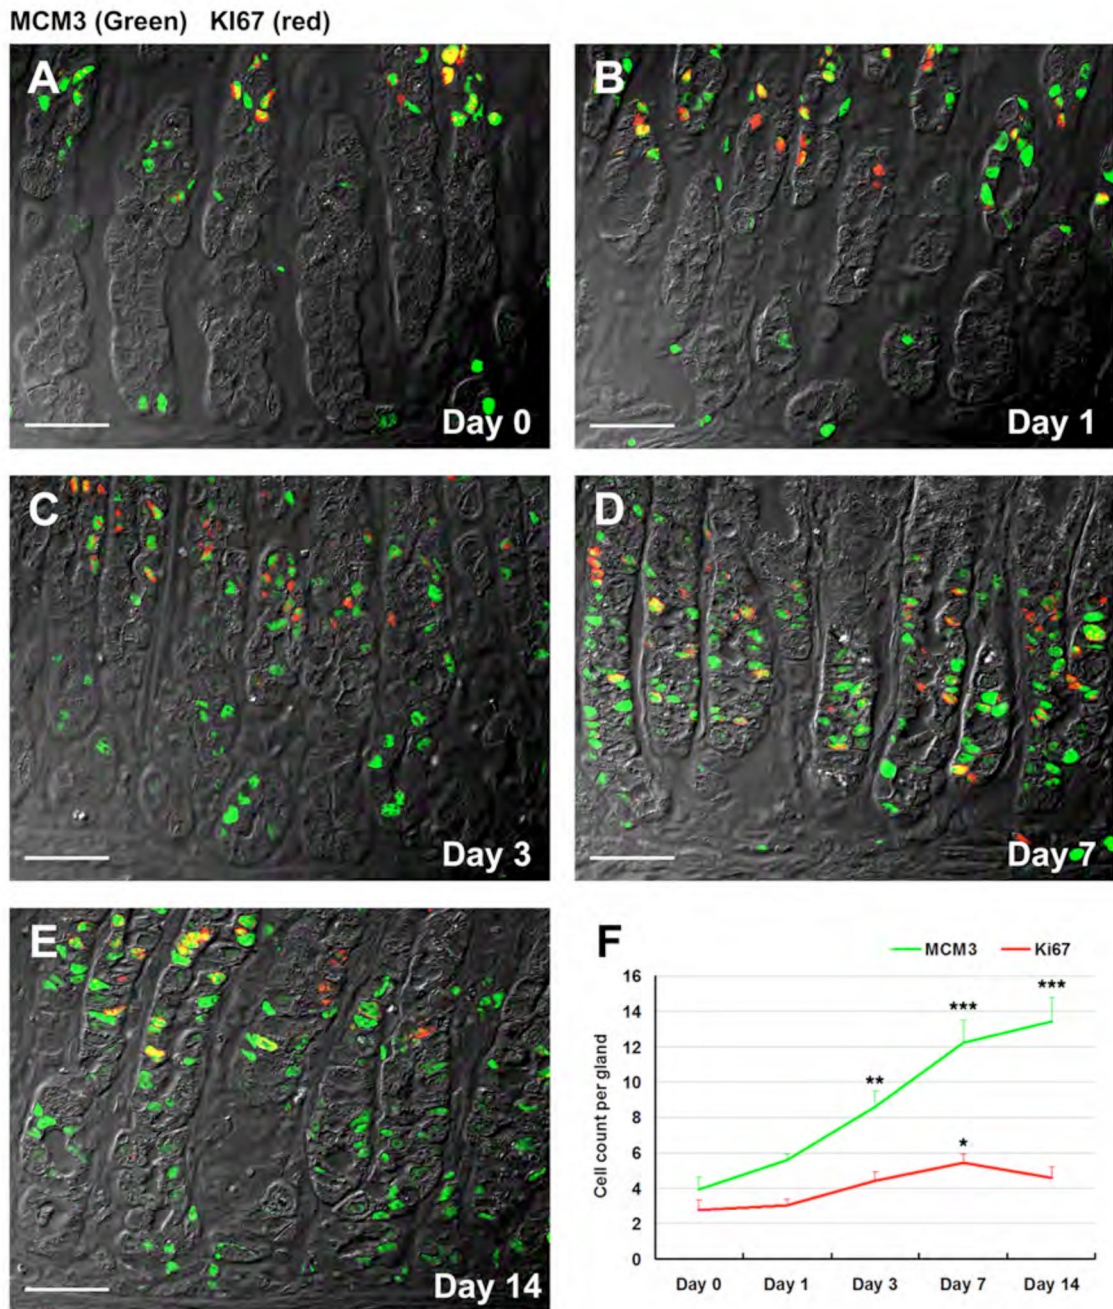 MCM3 (Green) KI67 (red)
A
Day 0
B
Day 1
C
Day 3
D
Day 7
E
Day 14
F
MCM3 Ki67
Cell count per gland
16
14
12
10
8
6
4
2
0
***
***
**
*
Day 0 Day 1 Day 3 Day 7 Day 14